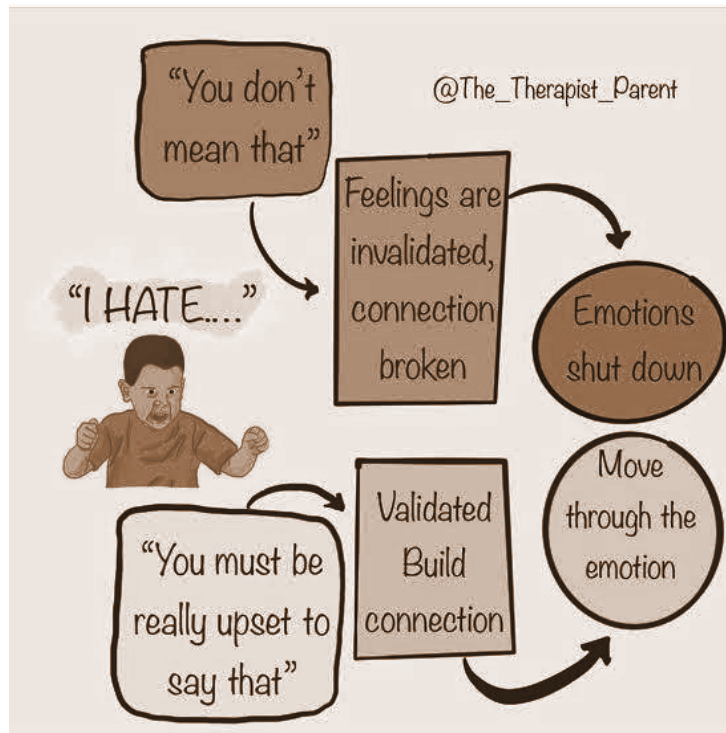 "You don't
mean that"
@The_Therapist_Parent
Feelings are
invalidated,
connection
broken
Emotions
shut down
"I HATE...."
"You must be
really upset to
say that"
Validated
Build
connection
Move
through the
emotion